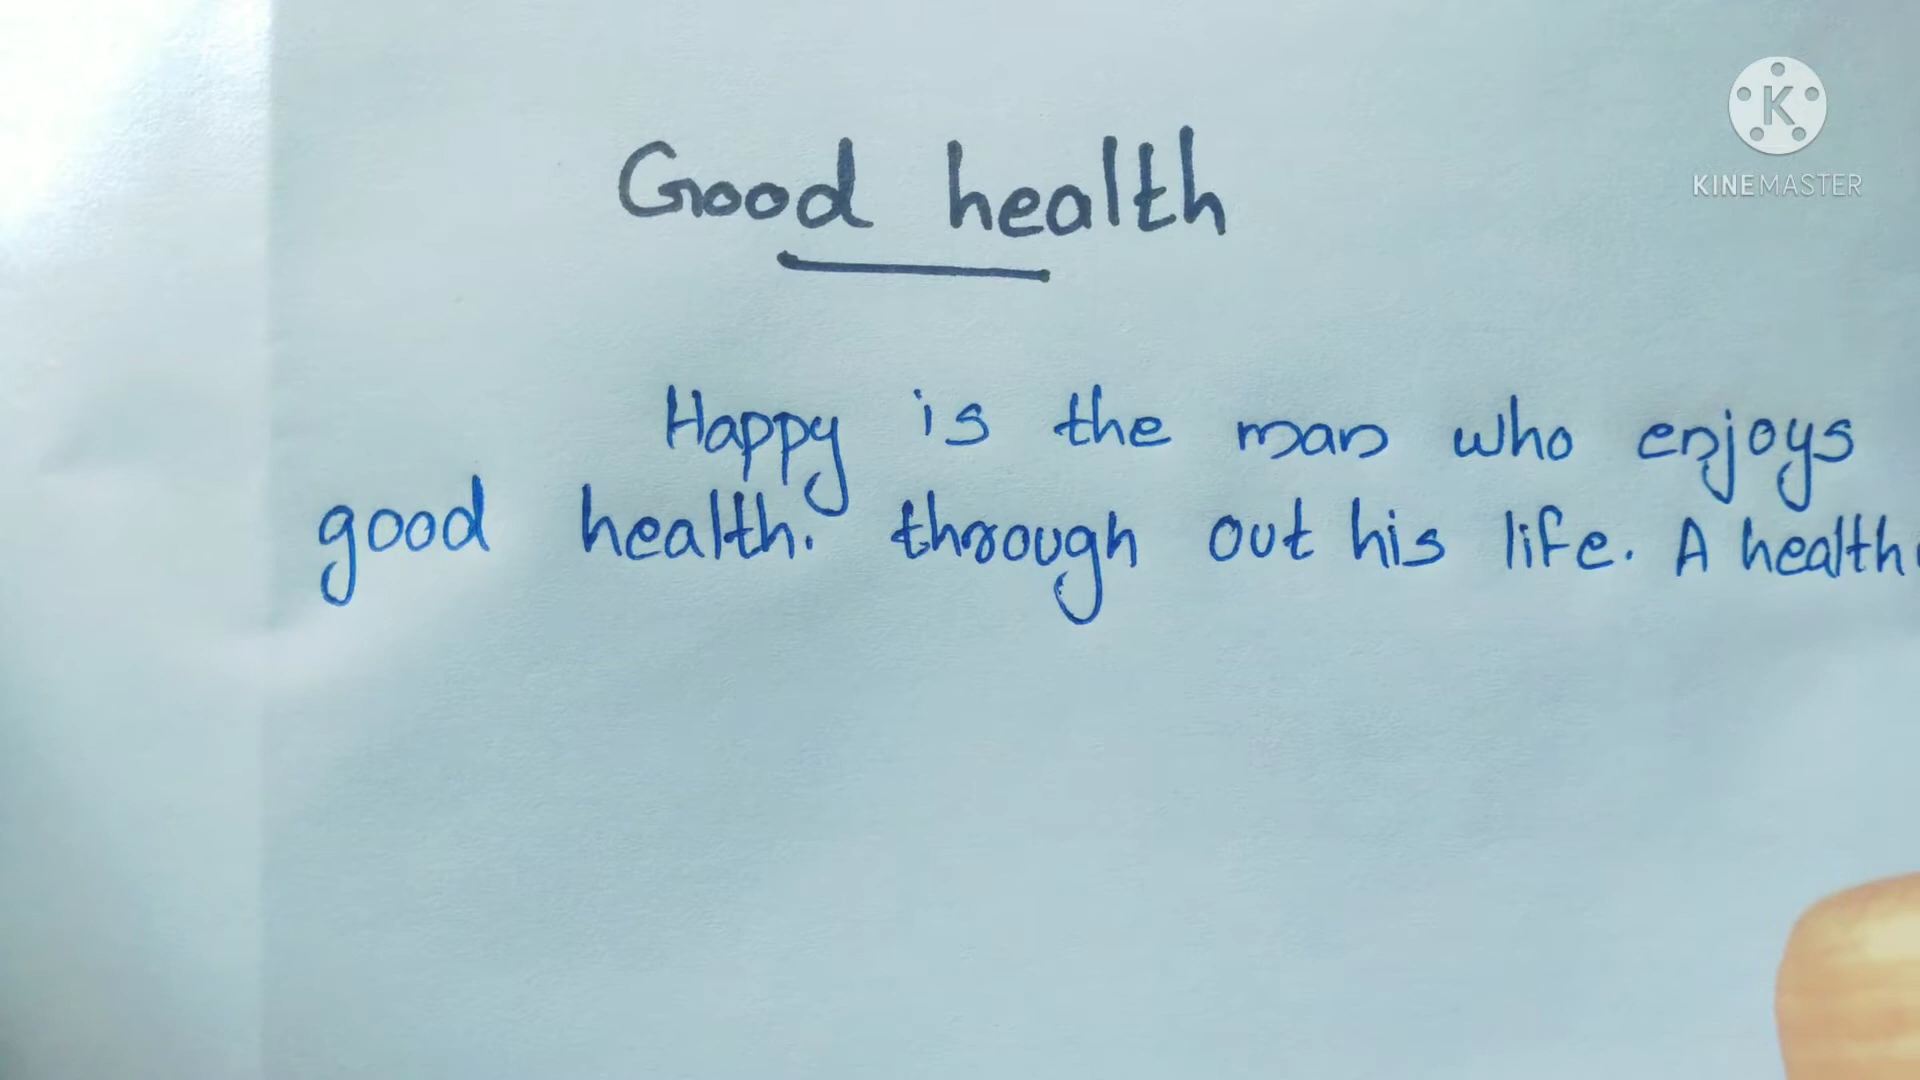 KINEMASTER
Good health
Happy is the man who enjoys
good health. through out his life. A health